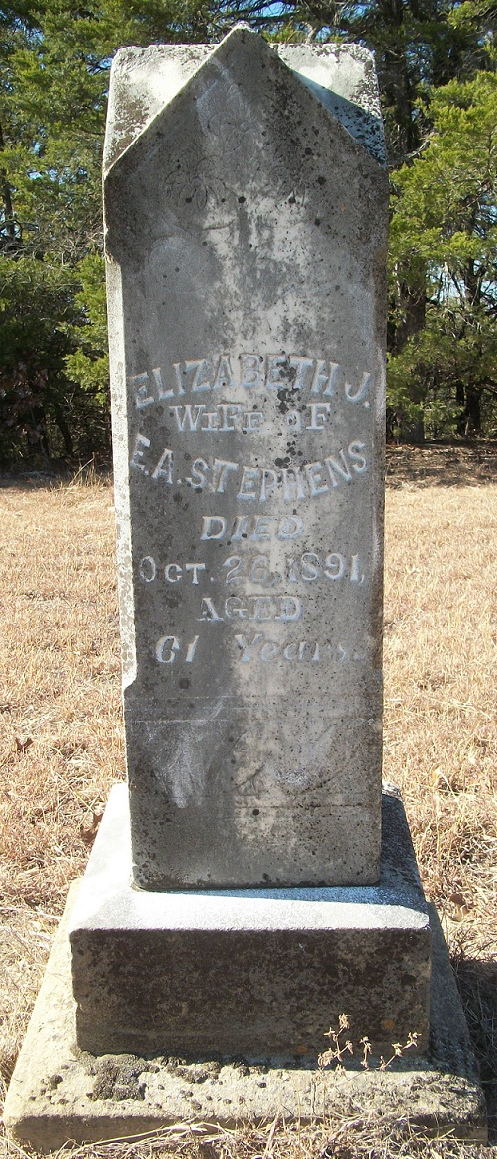 ELIZABETH J.
WIFE OF
E.A. STEPHENS
DIED
OCT. 26, 1891,
AGED
61 Years.